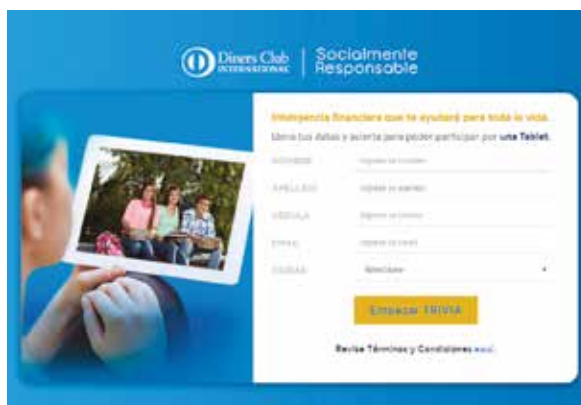 Diners Club
INTERNATIONAL
Socialmente
Responsable
Inteligencia financiera que te ayudará para toda la vida.
Llena tus datos y acierta para poder participar por una Tablet.
NOMBRE
APELLIDO
CÉDULA
EMAIL
CIUDAD
Seleccione
Empezar TRIVIA
Revisa Términos y Condiciones aquí.